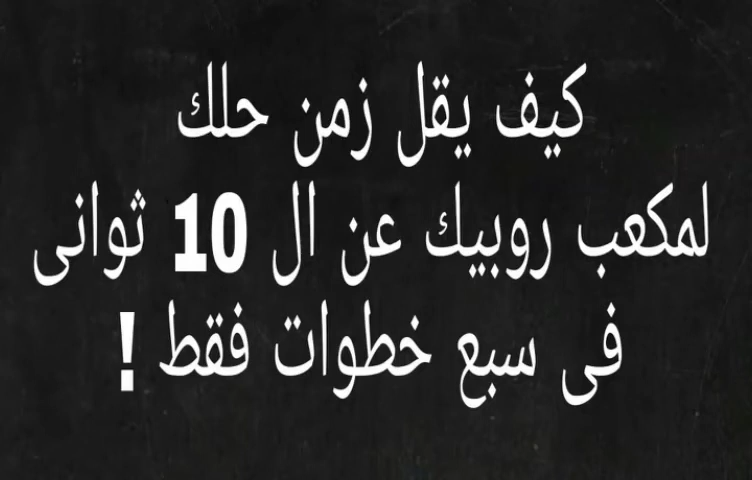 كيف يقل زمن حلك
لمكعب روبيك عن ال 10 ثوانى
فى سبع خطوات فقط !